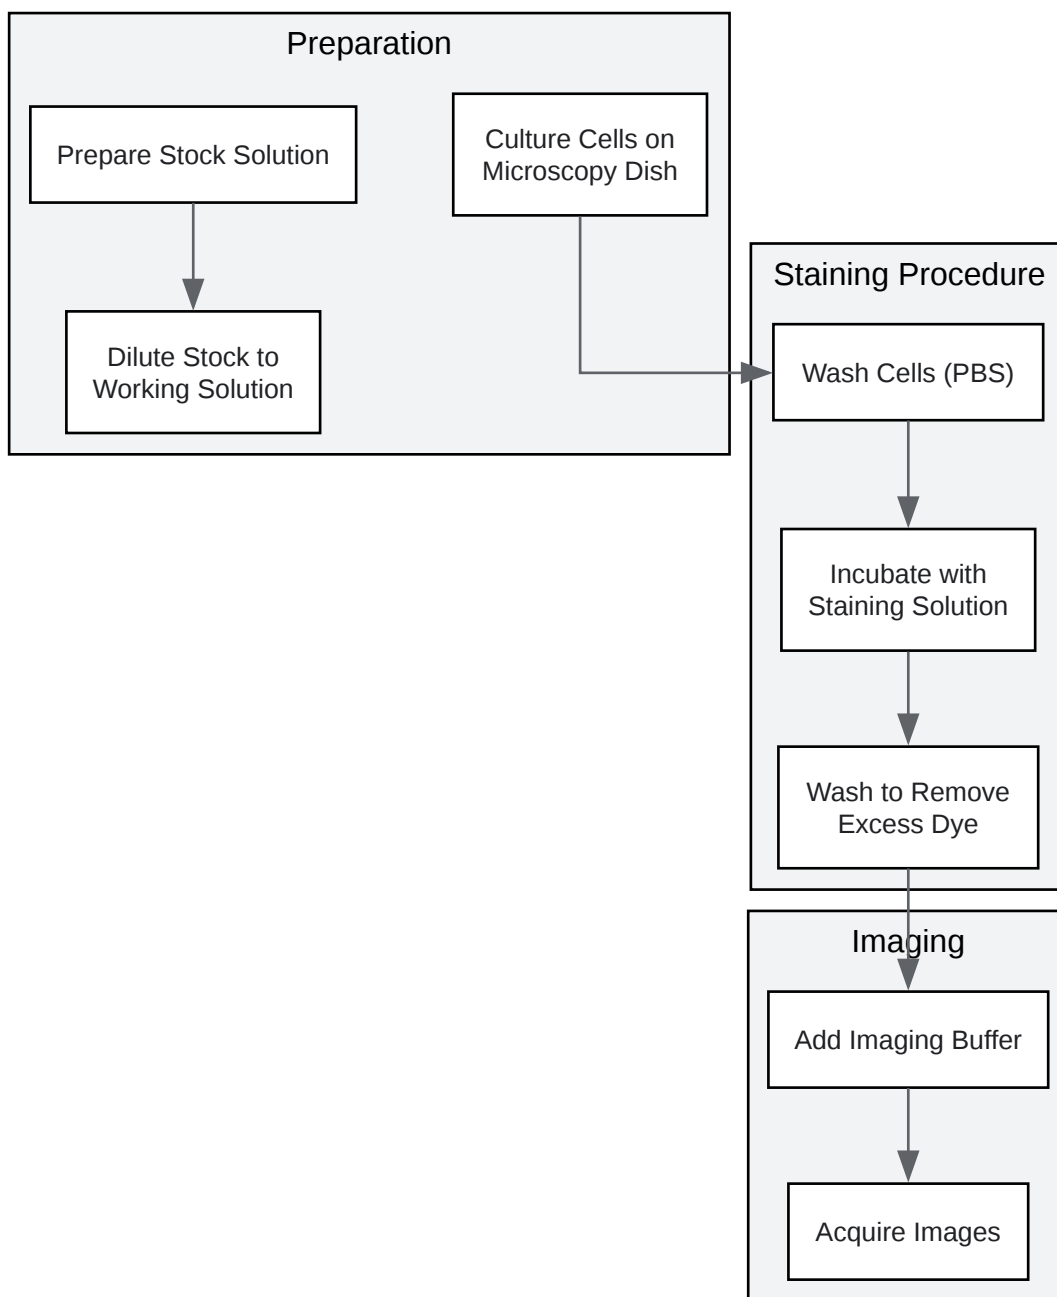 Preparation
Prepare Stock Solution
Culture Cells on
Microscopy Dish
Dilute Stock to
Working Solution
Staining Procedure
Wash Cells (PBS)
Incubate with
Staining Solution
Wash to Remove
Excess Dye
Imaging
Add Imaging Buffer
Acquire Images